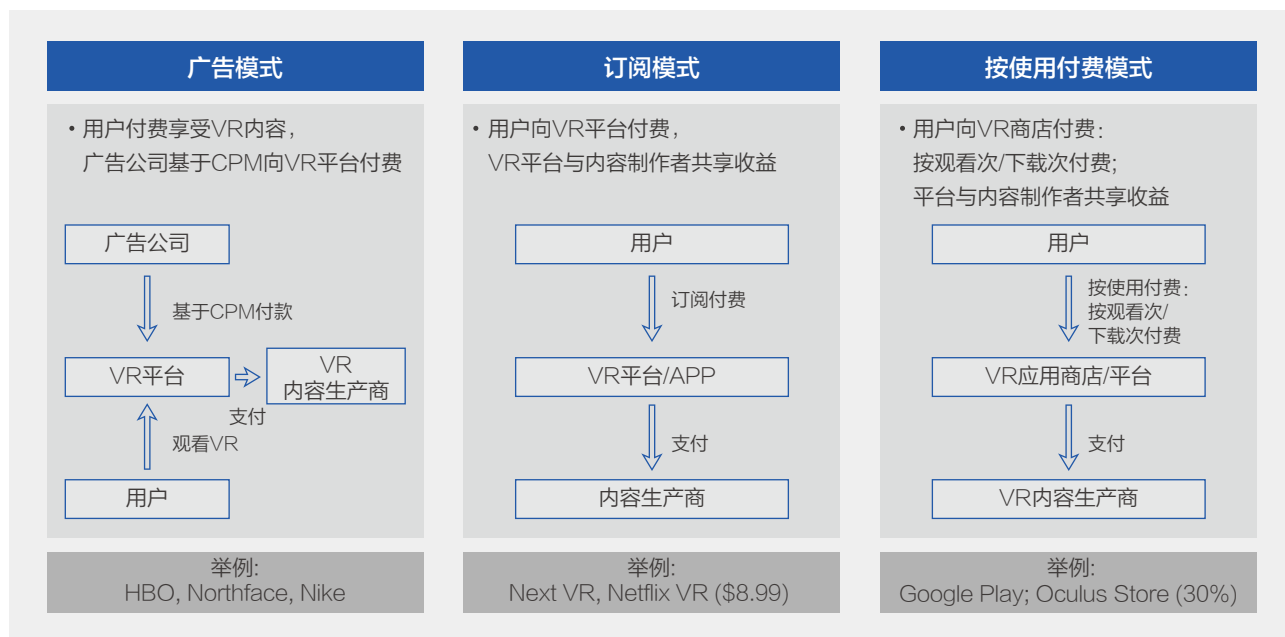 广告模式
• 用户付费享受VR内容，
广告公司基于CPM向VR平台付费
广告公司
基于CPM付款
VR平台
VR
内容生产商
支付
观看VR
用户
举例:
HBO, Northface, Nike
订阅模式
• 用户向VR平台付费，
VR平台与内容制作者共享收益
用户
订阅付费
VR平台/APP
支付
内容生产商
举例:
Next VR, Netflix VR ($8.99)
按使用付费模式
• 用户向VR商店付费：
按观看次/下载次付费;
平台与内容制作者共享收益
用户
按使用付费：
按观看次/
下载次付费
VR应用商店/平台
支付
VR内容生产商
举例:
Google Play; Oculus Store (30%)